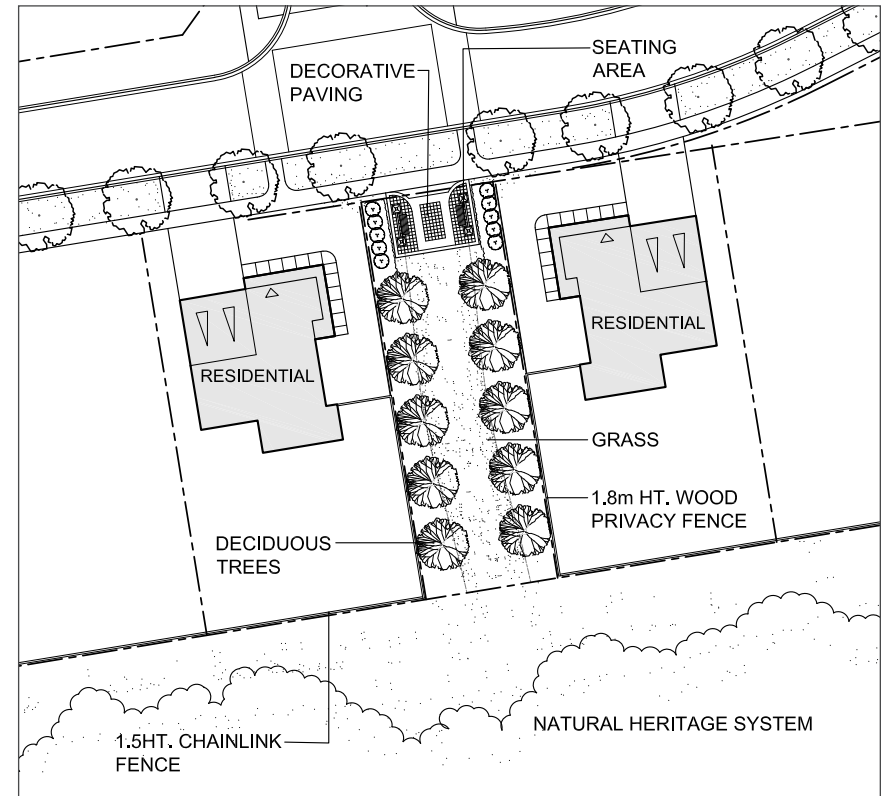 SEATING
AREA
DECORATIVE
PAVING
RESIDENTIAL
RESIDENTIAL
GRASS
1.8m HT. WOOD
PRIVACY FENCE
DECIDUOUS
TREES
NATURAL HERITAGE SYSTEM
1.5HT. CHAINLINK
FENCE